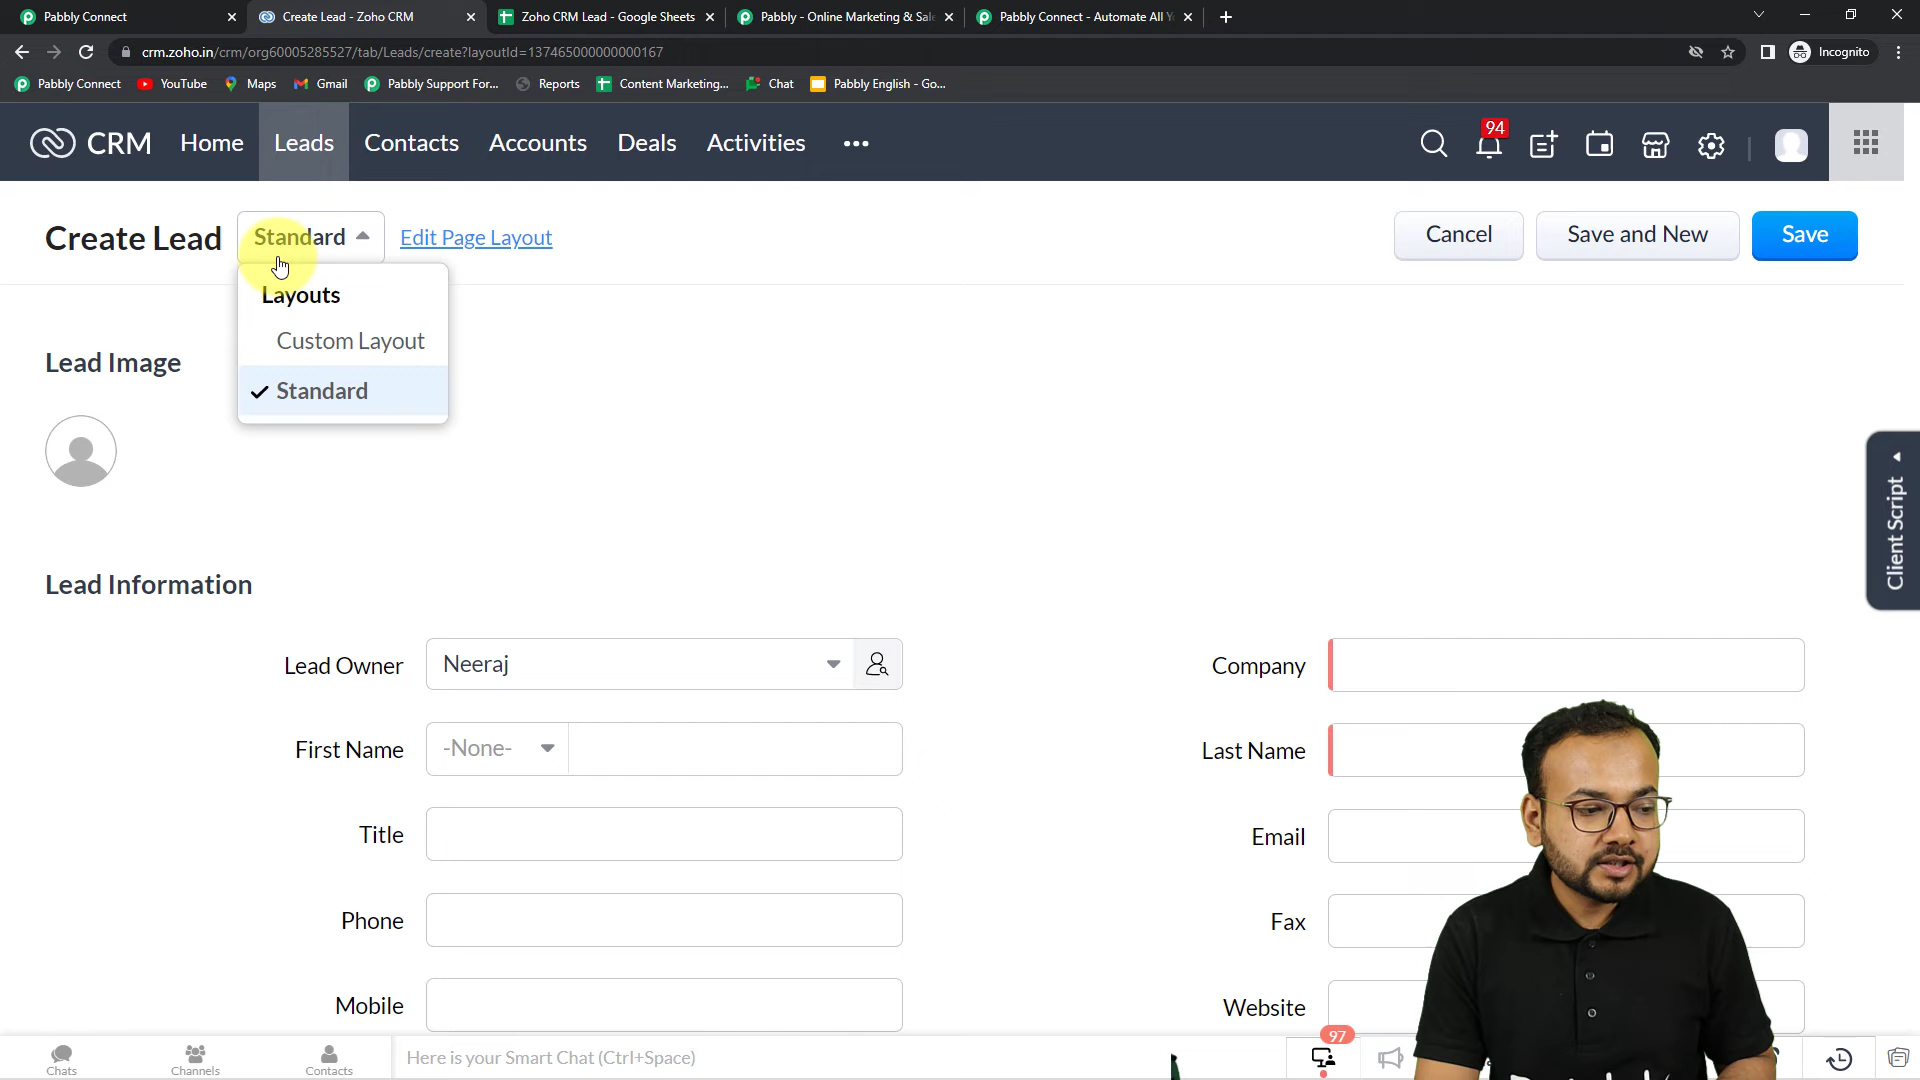 Pabbly Connect
Create Lead - Zoho CRM
Zoho CRM Lead - Google Sheets
Pabbly - Online Marketing & Sal
Pabbly Connect - Automate All Y
crm.zoho.in/crm/org60005285527/tab/Leads/create?layoutId=137465000000000167
Incognito
Pabbly Connect
YouTube
Maps
Gmail
Pabbly Support For...
Reports
Content Marketing...
Chat
Pabbly English - Go...
CRM
Home
Leads
Contacts
Accounts
Deals
Activities
94
Create Lead
Standard
Edit Page Layout
Cancel
Save and New
Save
Layouts
Custom Layout
Standard
Lead Image
Client Script
Lead Information
Lead Owner
Neeraj
Company
First Name
-None-
Last Name
Title
Email
Phone
Fax
Mobile
Website
97
Chats
Channels
Contacts
Here is your Smart Chat (Ctrl+Space)